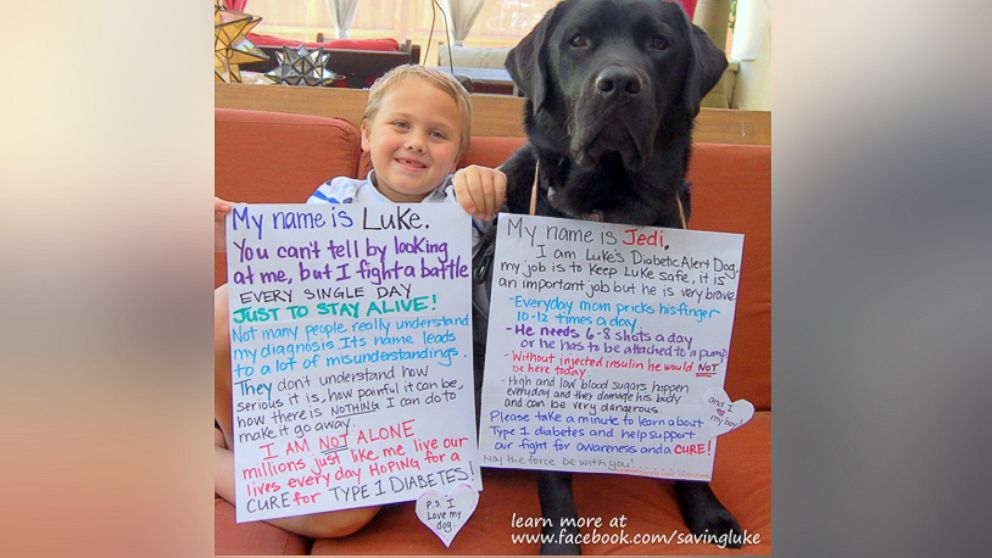 My name is Luke.
You can't tell by looking
at me, but I fight a battle
EVERY SINGLE DAY
JUST TO STAY ALIVE!
Not many people really understand
my diagnosis. Its name leads
to a lot of misunderstandings.
They don't understand how
serious it is, how painful it can be,
how there is NOTHING I can do to
make it go away.
I AM NOT ALONE
millions just like me live our
lives every day HOPING for a
CURE for TYPE 1 DIABETES!
P.S. I
Love my
dog.
My name is Jedi.
I am Luke's Diabetic Alert Dog.
my job is to keep Luke safe, it is
an important job but he is very brave
-Everyday mom pricks his finger
10-12 times a day.
-He needs 6-8 shots a day
or he has to be attached to a pump
-Without injected insulin he would NOT
be here today.
-High and low blood sugars happen
everyday and they damage his body
and can be very dangerous.
Please take a minute to learn about
Type 1 diabetes and help support
our fight for awareness and a CURE!
May the force be with you!......
and I
♥
my boy!
learn more at
www.facebook.com/savingluke